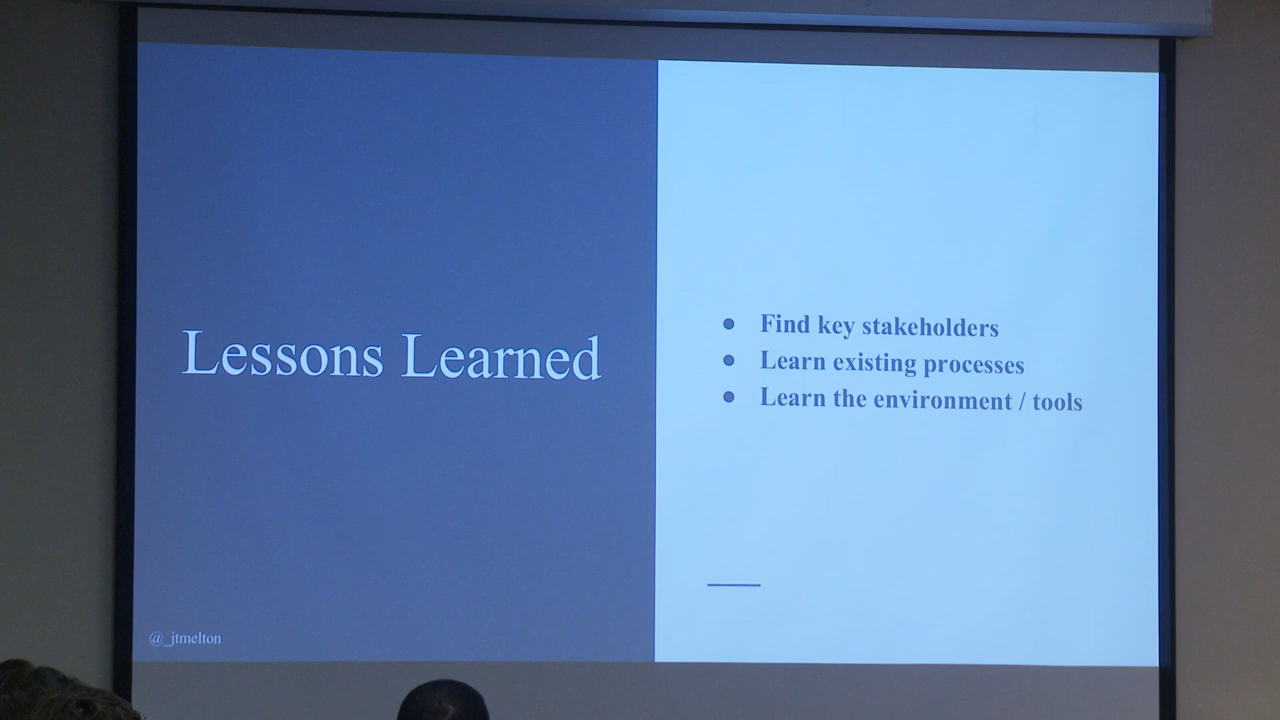 Lessons Learned
● Find key stakeholders
● Learn existing processes
● Learn the environment / tools
@_jtmelton